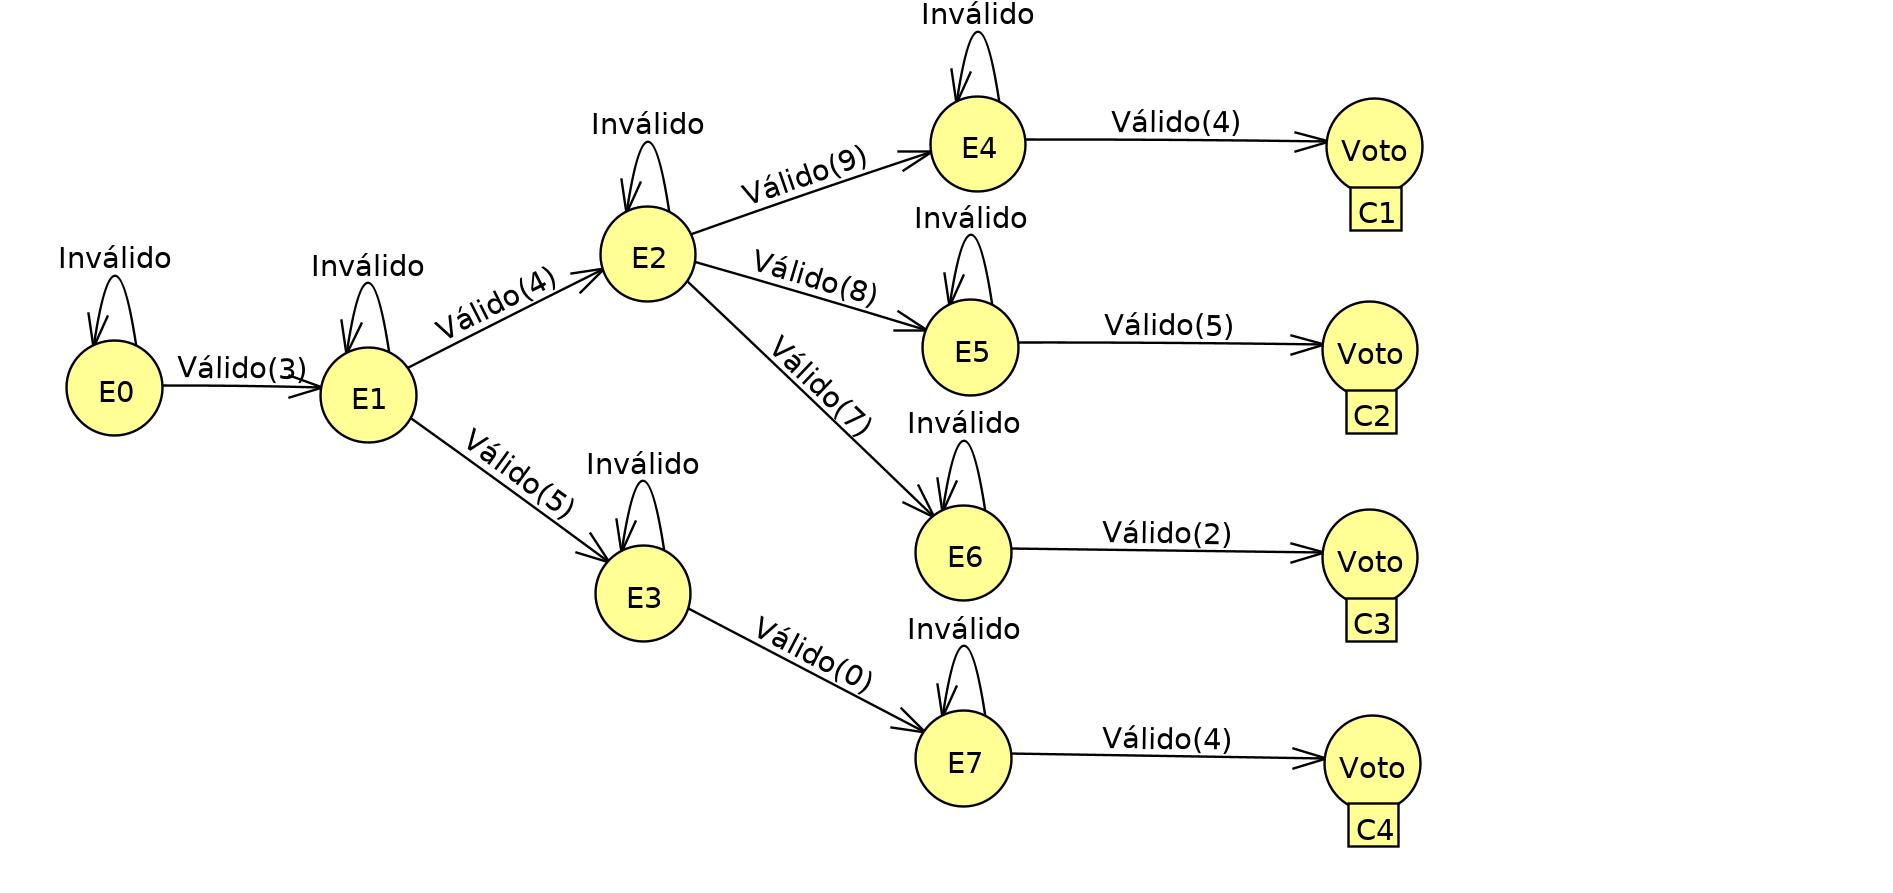 Inválido
E0
Válido(3)
Inválido
E1
Válido(4)
Válido(5)
Inválido
E2
Válido(9)
Válido(8)
Válido(7)
Inválido
E3
Válido(0)
Inválido
E4
Válido(4)
Voto
C1
Inválido
E5
Válido(5)
Voto
C2
Inválido
E6
Válido(2)
Voto
C3
Inválido
E7
Válido(4)
Voto
C4